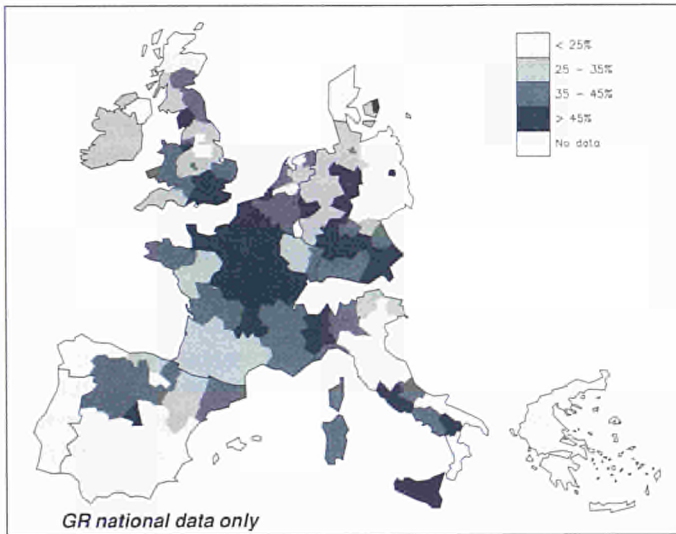 < 25%
25 - 35%
35 - 45%
> 45%
No data
GR national data only